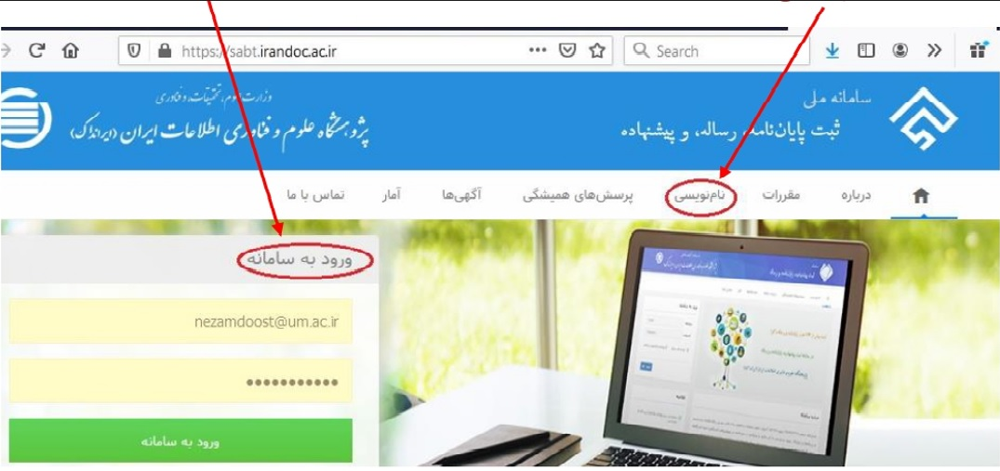 https://sabt.irandoc.ac.ir
Search
سامانه ملی
ثبت پایان‌نامه، رساله، و پیشنهاده
وزارت علوم، تحقیقات، و فناوری
پژوهشگاه علوم و فناوری اطلاعات ایران (ایرانداک)
درباره
مقررات
نام‌نویسی
پرسش‌های همیشگی
آگهی‌ها
آمار
تماس با ما
ورود به سامانه
nezamdoost@um.ac.ir
ورود به سامانه